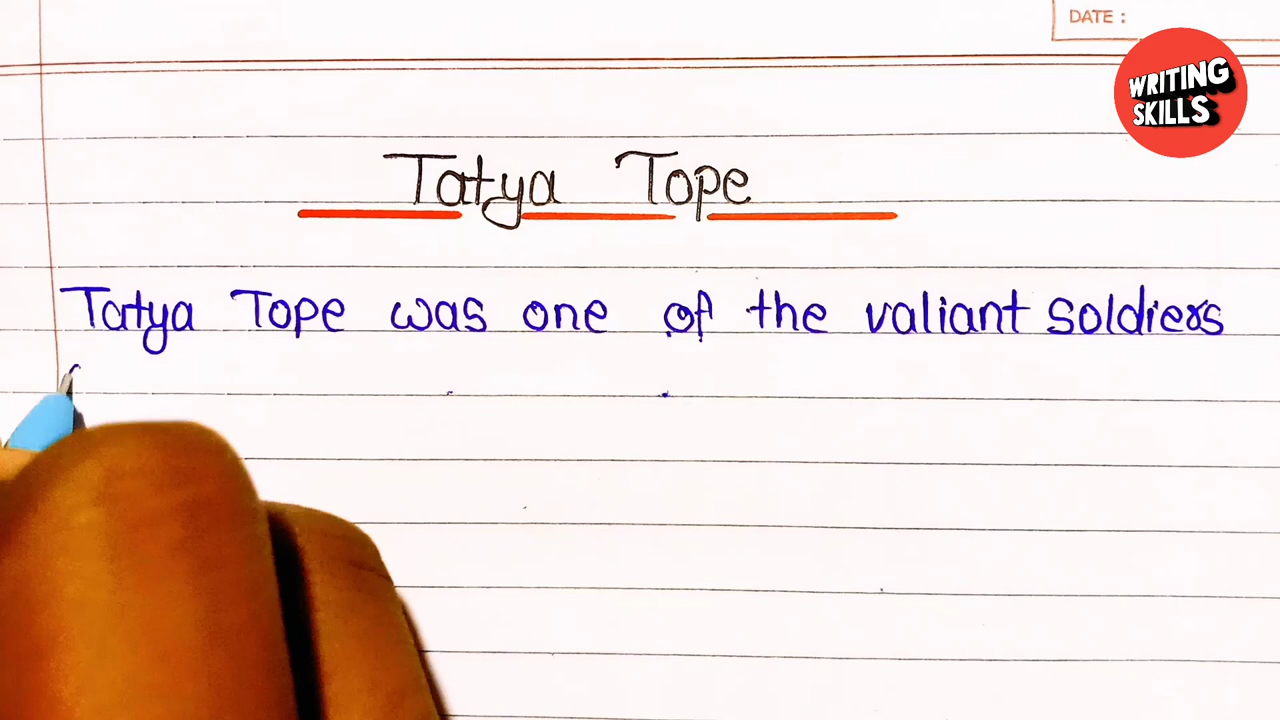 DATE :
WRITING
SKILLS
Tatya Tope
Tatya Tope was one of the valiant soldiers